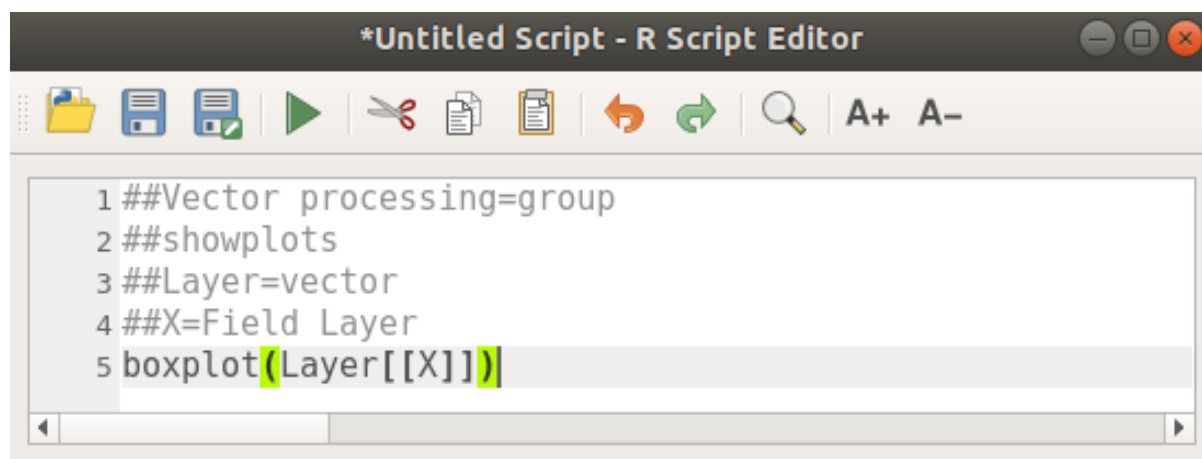 *Untitled Script - R Script Editor
A+ A-
1 ##Vector processing=group
2 ##showplots
3 ##Layer=vector
4 ##X=Field Layer
5 boxplot(Layer[[X]])